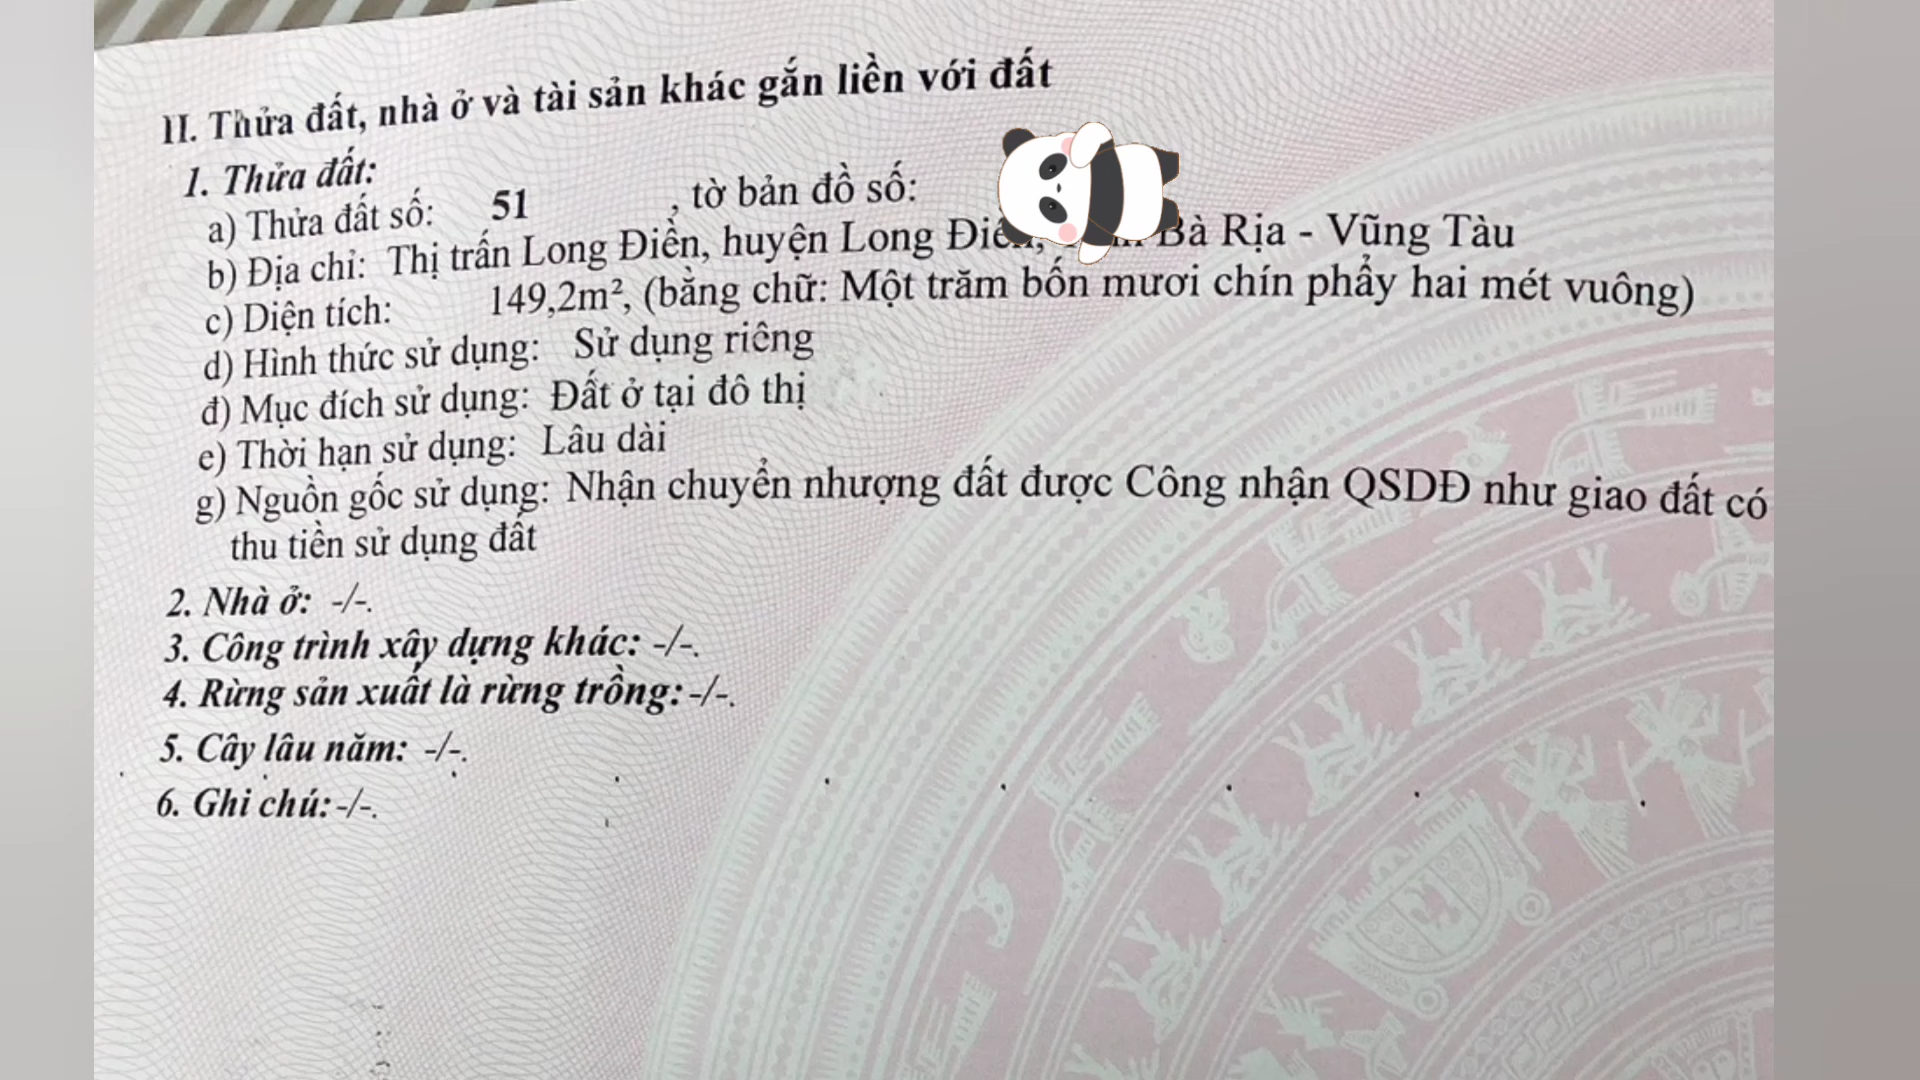 II. Thửa đất, nhà ở và tài sản khác gắn liền với đất
1. Thửa đất:
a) Thửa đất số: 51 , tờ bản đồ số:
b) Địa chỉ: Thị trấn Long Điền, huyện Long Điền, Bà Rịa - Vũng Tàu
c) Diện tích: 149,2m², (bằng chữ: Một trăm bốn mươi chín phẩy hai mét vuông)
d) Hình thức sử dụng: Sử dụng riêng
đ) Mục đích sử dụng: Đất ở tại đô thị
e) Thời hạn sử dụng: Lâu dài
g) Nguồn gốc sử dụng: Nhận chuyển nhượng đất được Công nhận QSDĐ như giao đất có
thu tiền sử dụng đất
2. Nhà ở: -/-.
3. Công trình xây dựng khác: -/-.
4. Rừng sản xuất là rừng trồng: -/-.
5. Cây lâu năm: -/-.
6. Ghi chú: -/-.